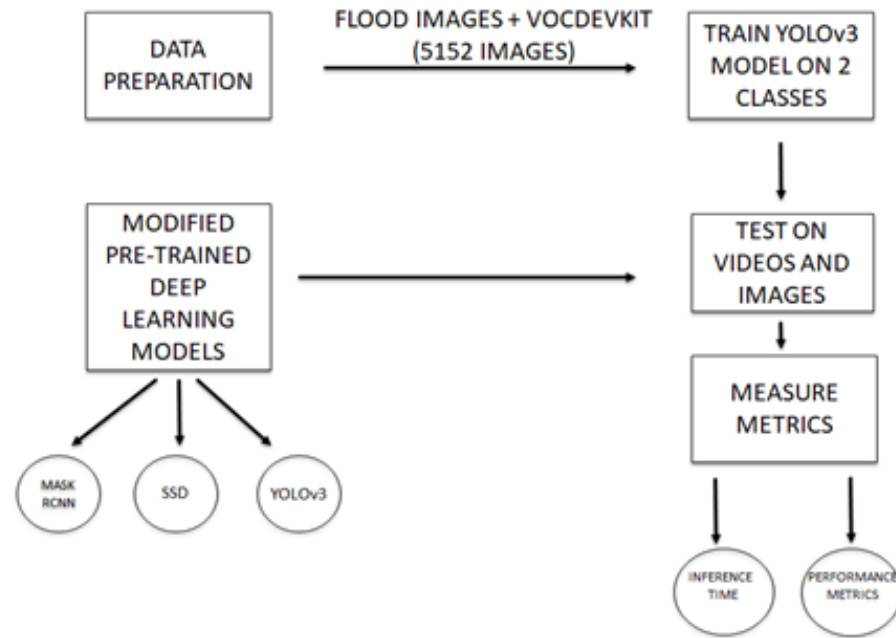 DATA
PREPARATION
FLOOD IMAGES + VOCDEVKIT
(5152 IMAGES)
TRAIN YOLOv3
MODEL ON 2
CLASSES
MODIFIED
PRE-TRAINED
DEEP
LEARNING
MODELS
TEST ON
VIDEOS AND
IMAGES
MEASURE
METRICS
MASK
RCNN
SSD
YOLOv3
INFERENCE
TIME
PERFORMANCE
METRICS